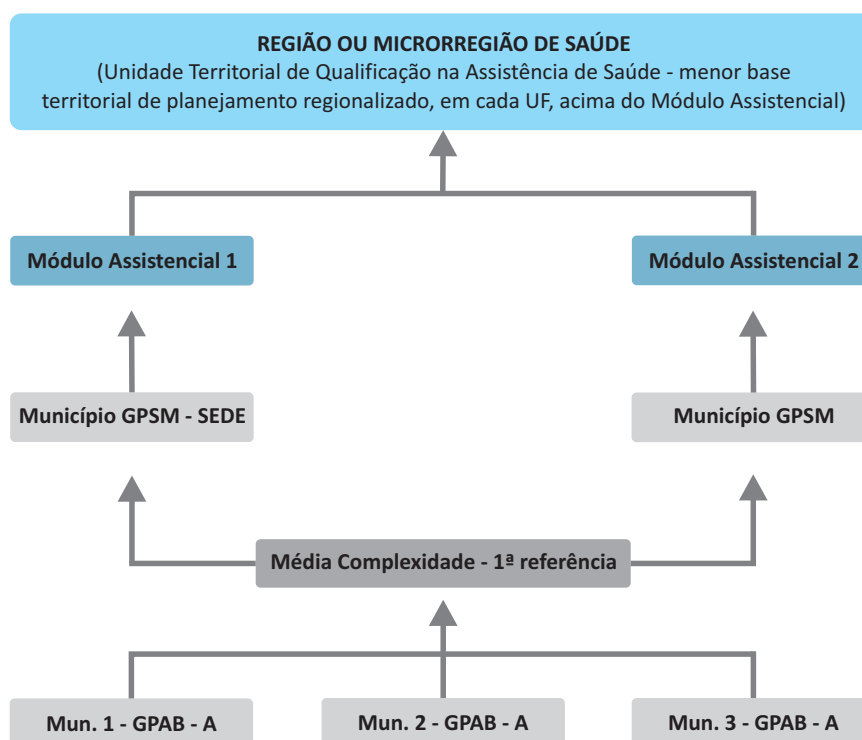 REGIÃO OU MICRORREGIÃO DE SAÚDE
(Unidade Territorial de Qualificação na Assistência de Saúde - menor base
territorial de planejamento regionalizado, em cada UF, acima do Módulo Assistencial)
Módulo Assistencial 1
Módulo Assistencial 2
Município GPSM - SEDE
Município GPSM
Média Complexidade - 1ª referência
Mun. 1 - GPAB - A
Mun. 2 - GPAB - A
Mun. 3 - GPAB - A